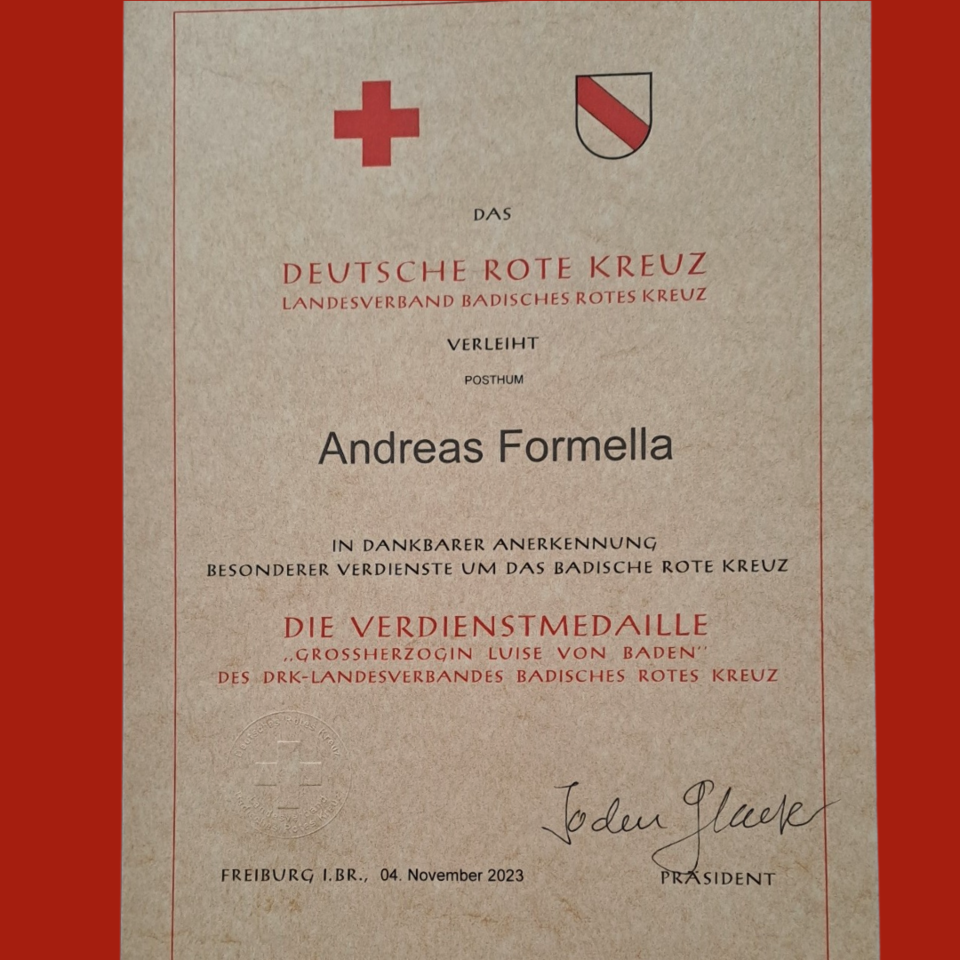 DAS
DEUTSCHE ROTE KREUZ
LANDESVERBAND BADISCHES ROTES KREUZ
VERLEIHT
POSTHUM
Andreas Formella
IN DANKBARER ANERKENNUNG
BESONDERER VERDIENSTE UM DAS BADISCHE ROTE KREUZ
DIE VERDIENSTMEDAILLE
„GROSSHERZOGIN LUISE VON BADEN“
DES DRK-LANDESVERBANDES BADISCHES ROTES KREUZ
FREIBURG I.BR., 04. November 2023
PRÄSIDENT